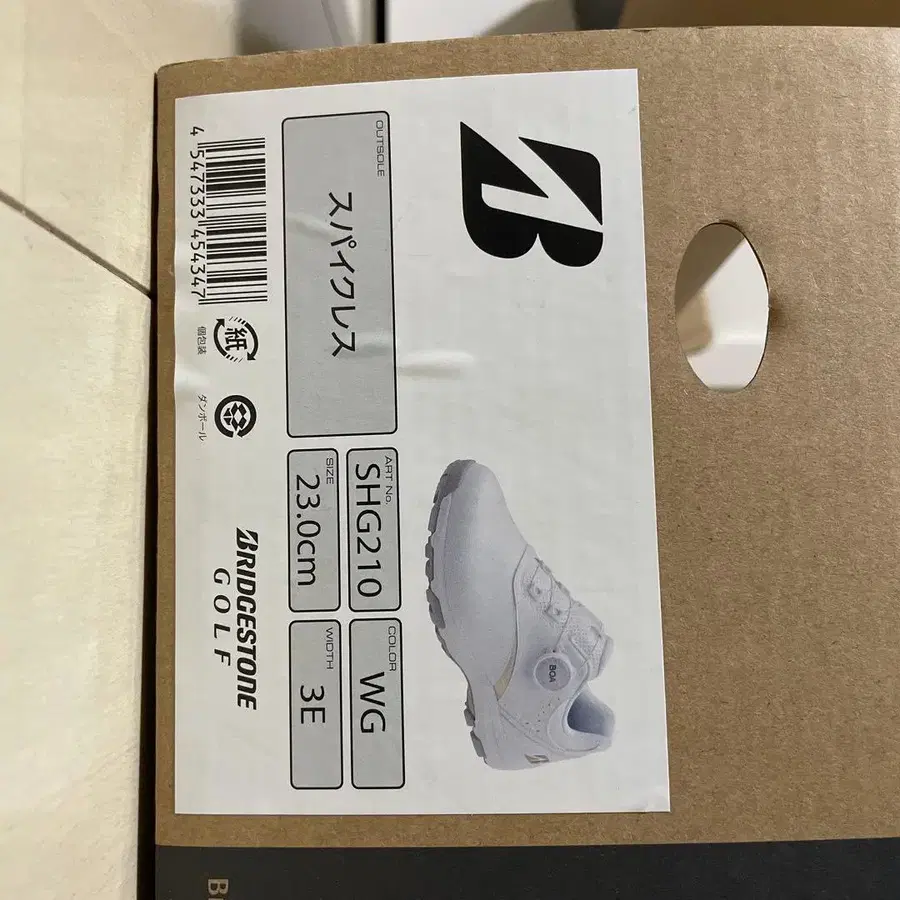 OUTSOLE
スパイクレス
ART No.
SHG210
COLOR
WG
SIZE
23.0cm
WIDTH
3E
4 547333 454347
紙
個包装
ダンボール
BRIDGESTONE
GOLF
BOA
B